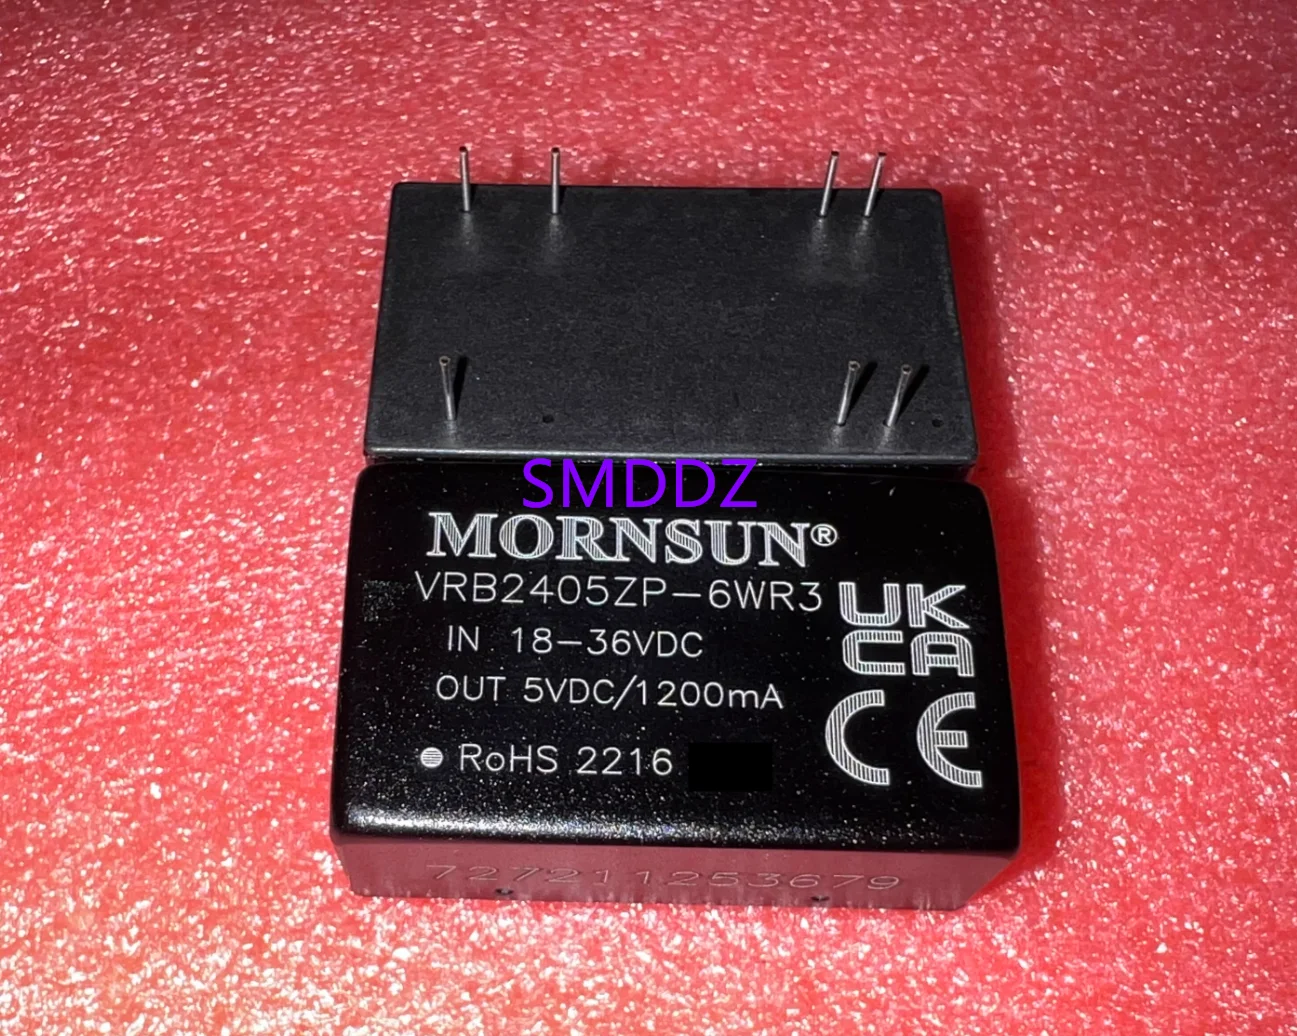 SMDDZ
MORNSUN®
VRB2405ZP-6WR3
IN 18-36VDC
OUT 5VDC/1200mA
RoHS 2216
UK
CA
CE
727211253679